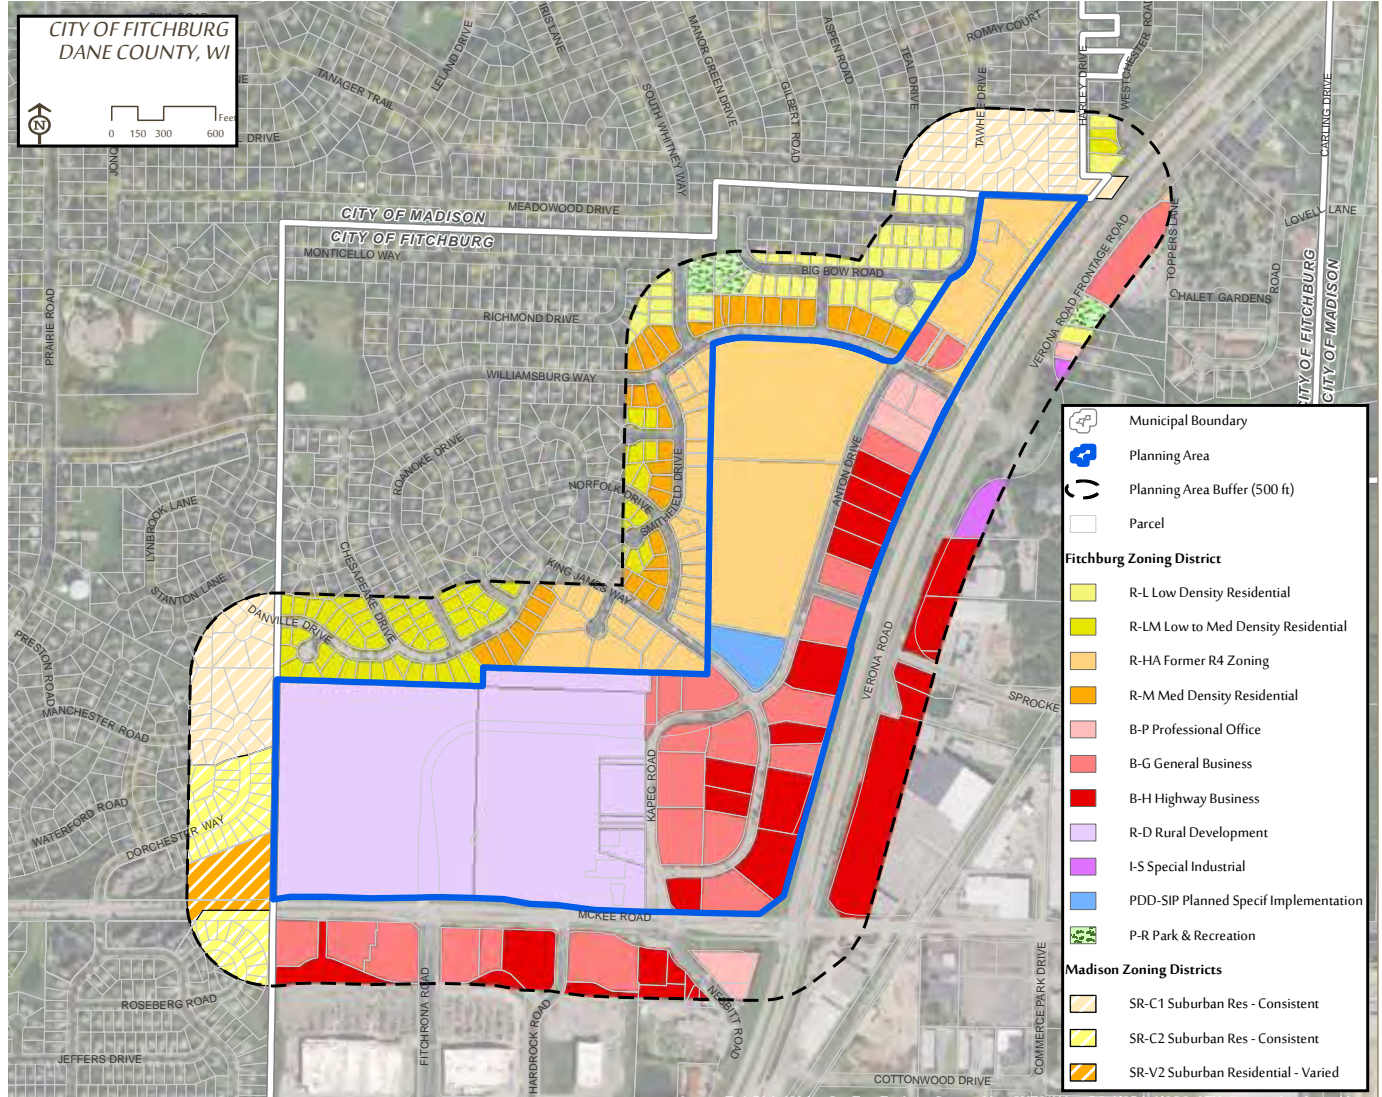 CITY OF FITCHBURG
DANE COUNTY, WI
N
Feet
0 150 300 600
TANAGER TRAIL
LELAND DRIVE
IRIS LANE
MANOR GREEN DRIVE
SOUTH WHITNEY WAY
GILBERT ROAD
ASPEN ROAD
TEAL DRIVE
ROMAY COURT
TAWHEE DRIVE
HARLEY DRIVE
WESTCHESTER ROAD
CARLING DRIVE
DRIVE
MEADOWOOD DRIVE
CITY OF MADISON
CITY OF FITCHBURG
MONTICELLO WAY
BIG BOW ROAD
VERONA ROAD FRONTAGE ROAD
TOPPERS LANE
LOVELL LANE
CHALET GARDENS ROAD
CITY OF FITCHBURG
CITY OF MADISON
PRAIRIE ROAD
RICHMOND DRIVE
WILLIAMSBURG WAY
ROANOKE DRIVE
NORFOLK DRIVE
SMITHFIELD DRIVE
ANTON DRIVE
LYNBROOK LANE
STANTON LANE
CHESAPEAKE DRIVE
KING JAMES WAY
DANVILLE DRIVE
PRESTON ROAD
MANCHESTER ROAD
WATERFORD ROAD
DORCHESTER WAY
VERONA ROAD
SPROCKE
KAPEC ROAD
MCKEE ROAD
ROSEBERG ROAD
JEFFERS DRIVE
FITCHRONA ROAD
HARDROCK ROAD
NESBITT ROAD
COMMERCE PARK DRIVE
COTTONWOOD DRIVE
Municipal Boundary
Planning Area
Planning Area Buffer (500 ft)
Parcel
Fitchburg Zoning District
R-L Low Density Residential
R-LM Low to Med Density Residential
R-HA Former R4 Zoning
R-M Med Density Residential
B-P Professional Office
B-G General Business
B-H Highway Business
R-D Rural Development
I-S Special Industrial
PDD-SIP Planned Specif Implementation
P-R Park & Recreation
Madison Zoning Districts
SR-C1 Suburban Res - Consistent
SR-C2 Suburban Res - Consistent
SR-V2 Suburban Residential - Varied